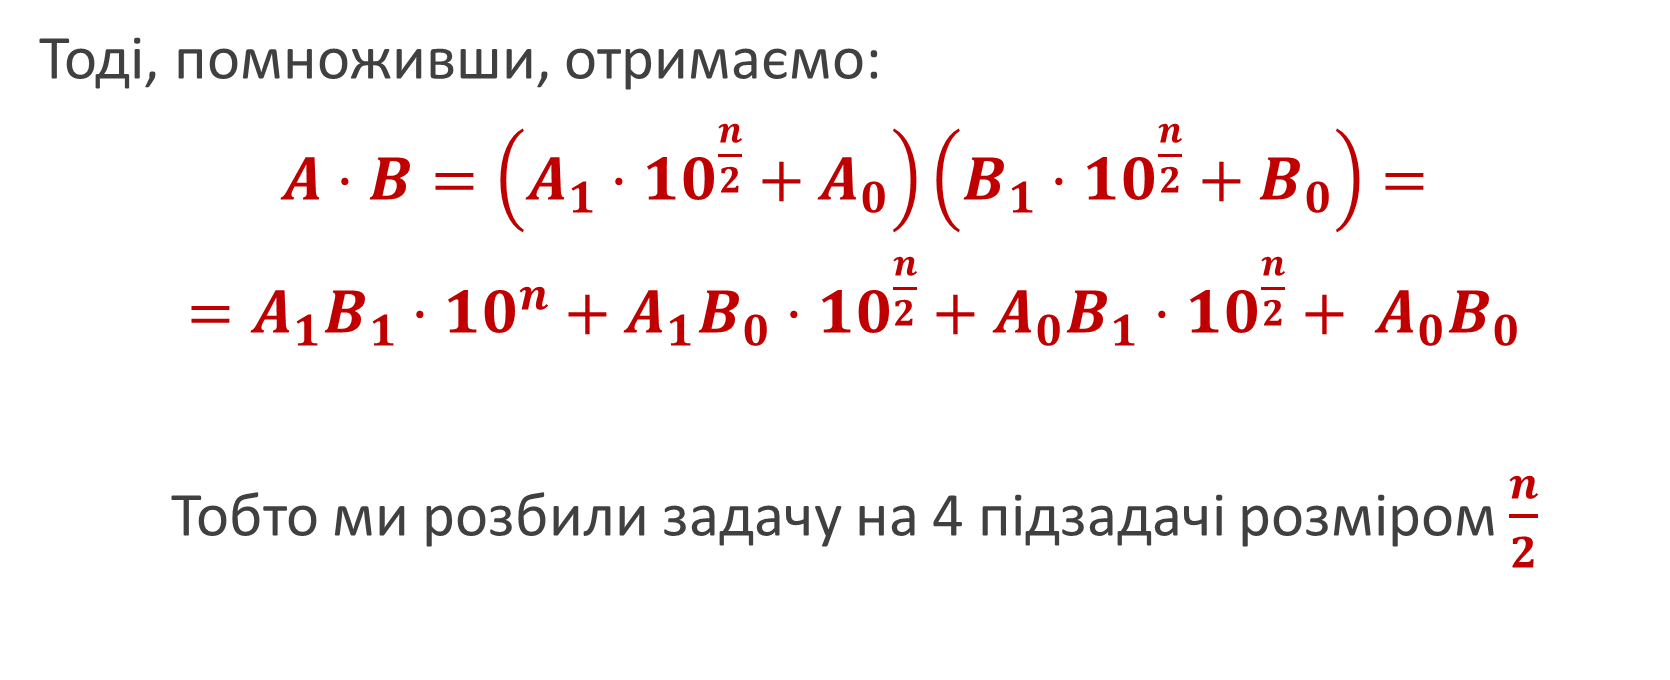 Тоді, помноживши, отримаємо:
A · B = (A₁ · 10^(n/2) + A₀)(B₁ · 10^(n/2) + B₀) =
= A₁B₁ · 10ⁿ + A₁B₀ · 10^(n/2) + A₀B₁ · 10^(n/2) + A₀B₀
Тобто ми розбили задачу на 4 підзадачі розміром n/2